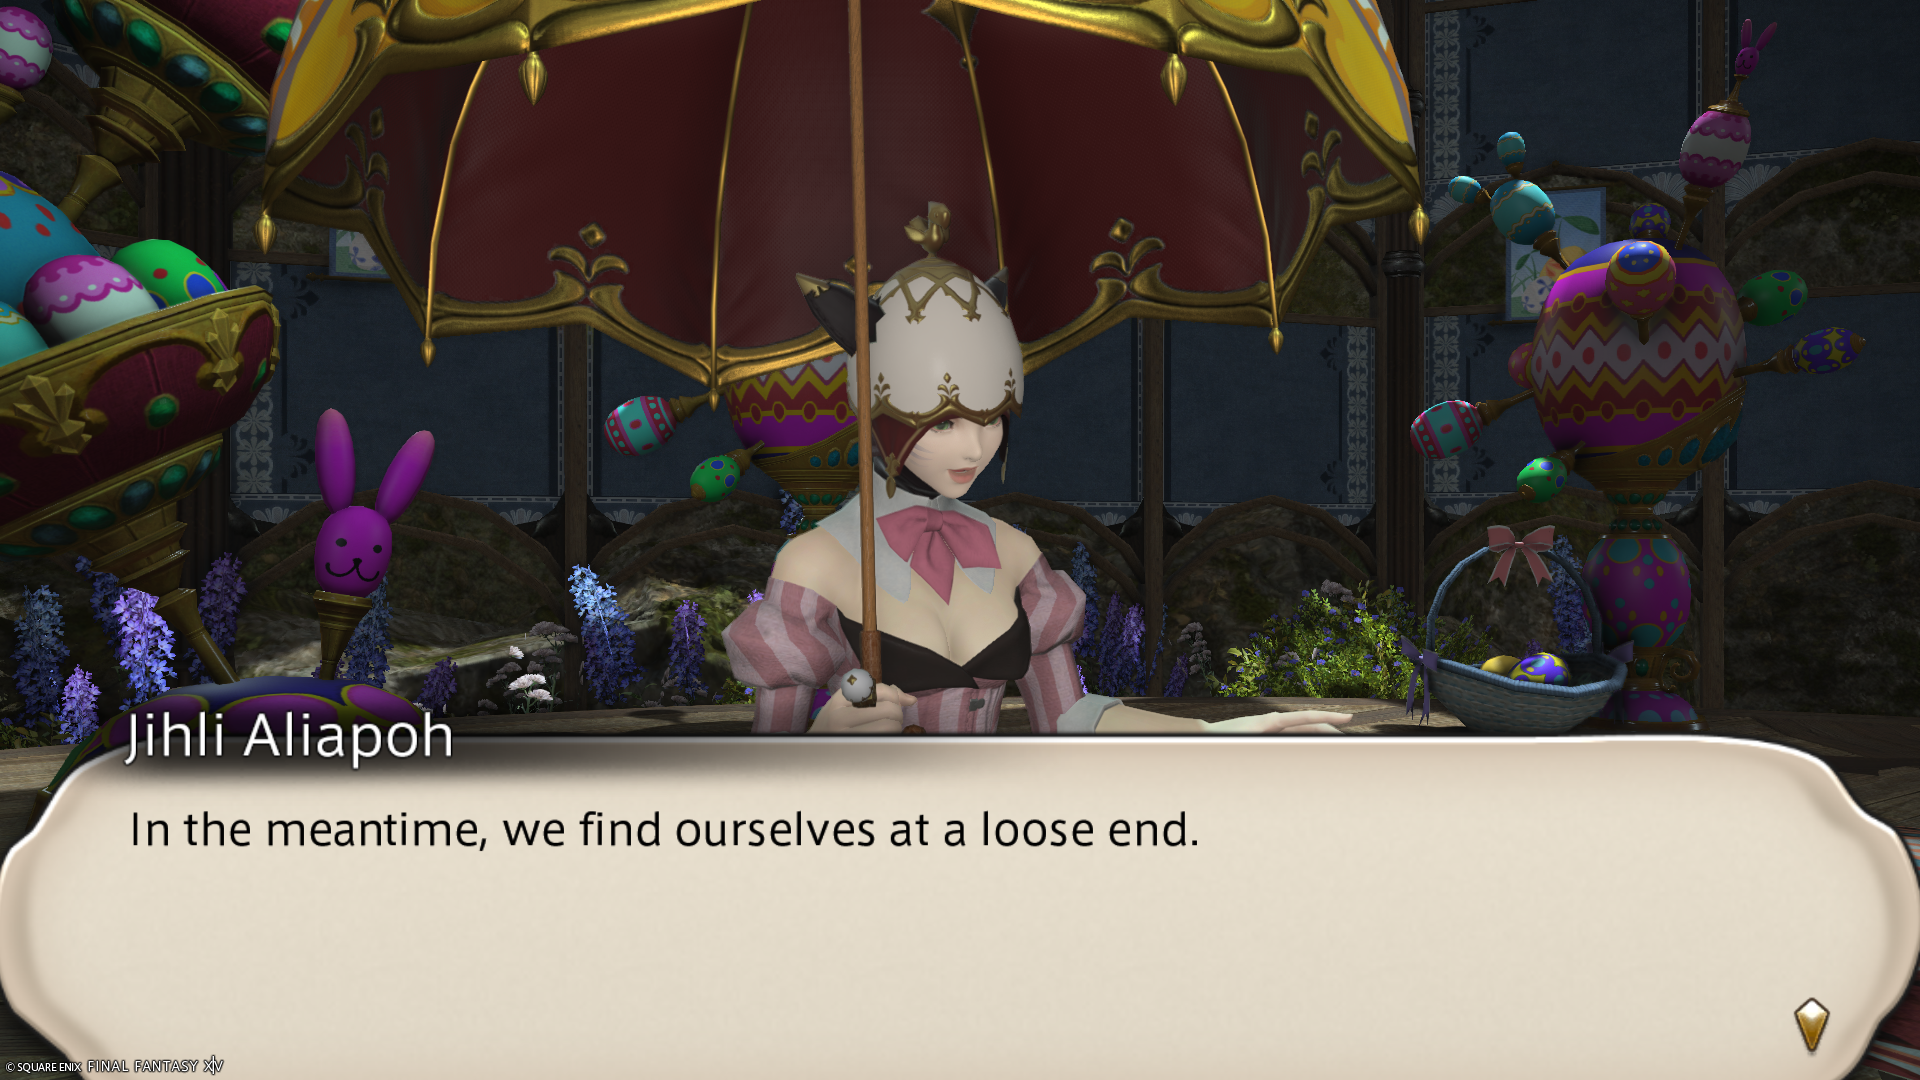 Jihli Aliapoh
In the meantime, we find ourselves at a loose end.
© SQUARE ENIX FINAL FANTASY XIV